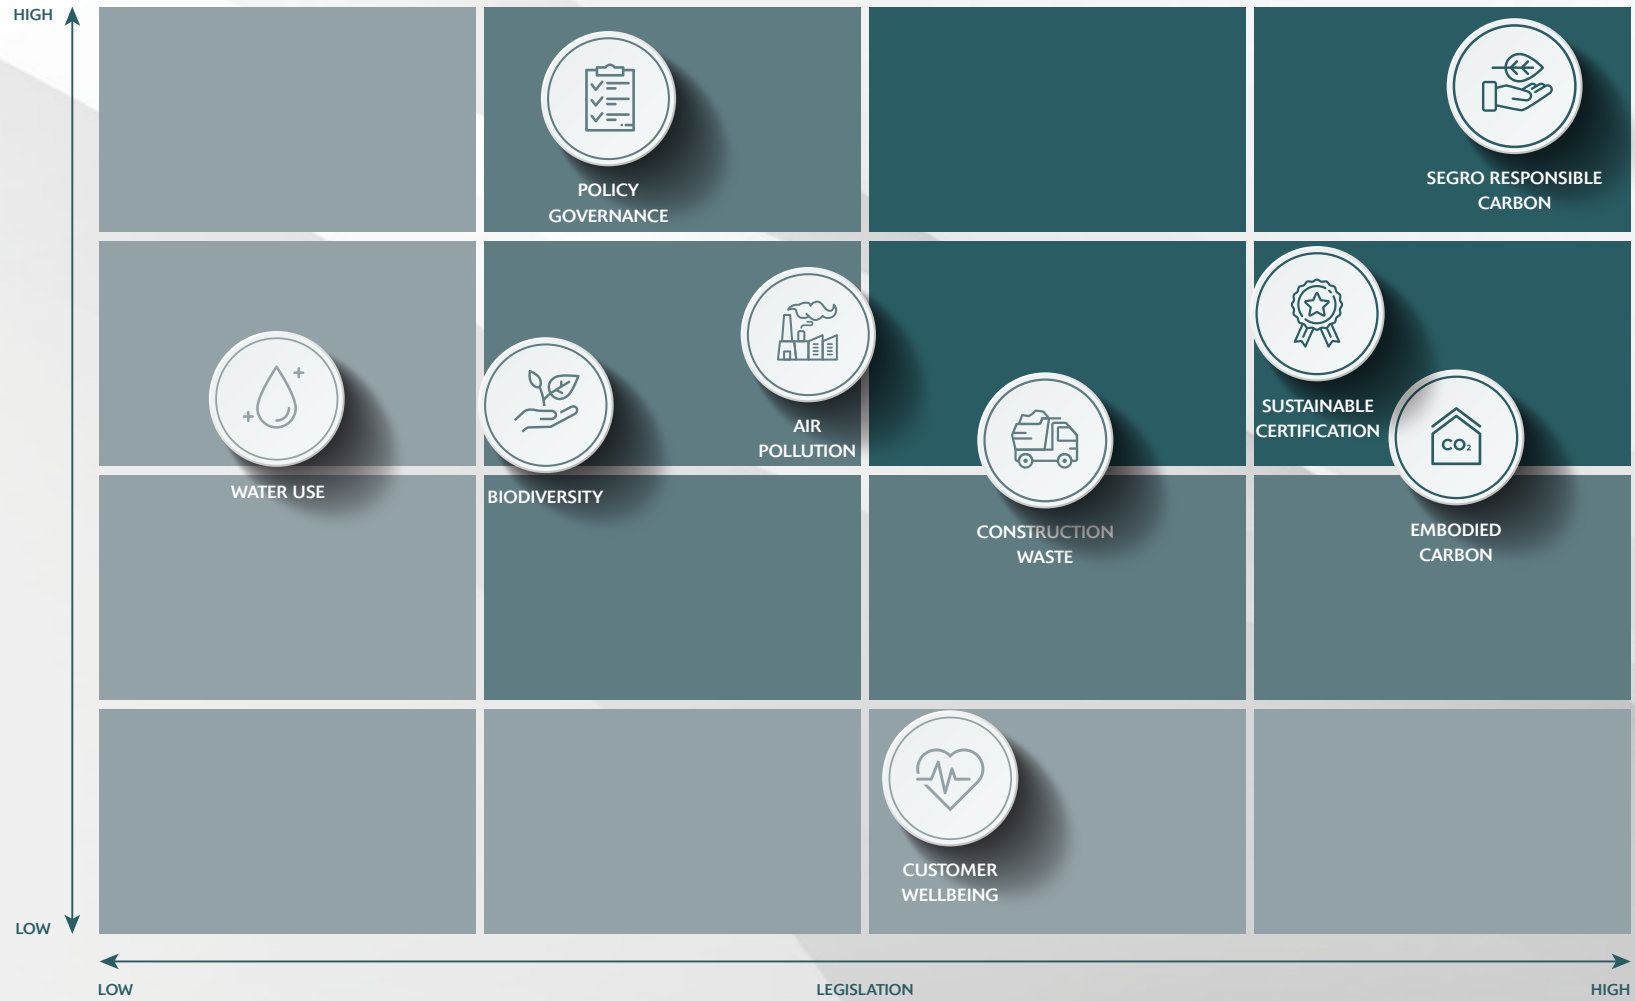 HIGH
POLICY
GOVERNANCE
SEGRO RESPONSIBLE
CARBON
SUSTAINABLE
CERTIFICATION
AIR
POLLUTION
CO₂
WATER USE
BIODIVERSITY
CONSTRUCTION
WASTE
EMBODIED
CARBON
CUSTOMER
WELLBEING
LOW
LOW
LEGISLATION
HIGH